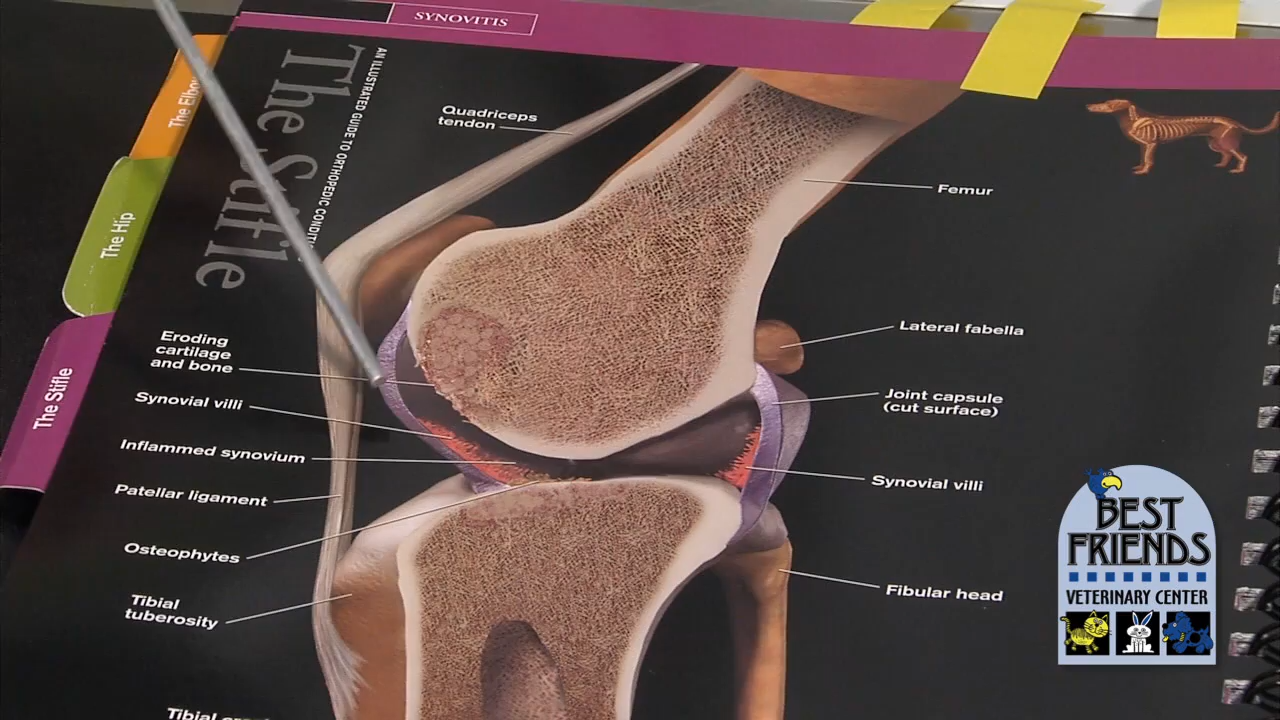 SYNOVITIS
The Elbow
The Hip
The Stifle
The Stifle
AN ILLUSTRATED GUIDE TO ORTHOPEDIC
Quadriceps
tendon
Femur
Lateral fabella
Joint capsule
(cut surface)
Synovial villi
Fibular head
Eroding
cartilage
and bone
Synovial villi
Inflammed synovium
Patellar ligament
Osteophytes
Tibial
tuberosity
Tibial
BEST
FRIENDS
VETERINARY CENTER